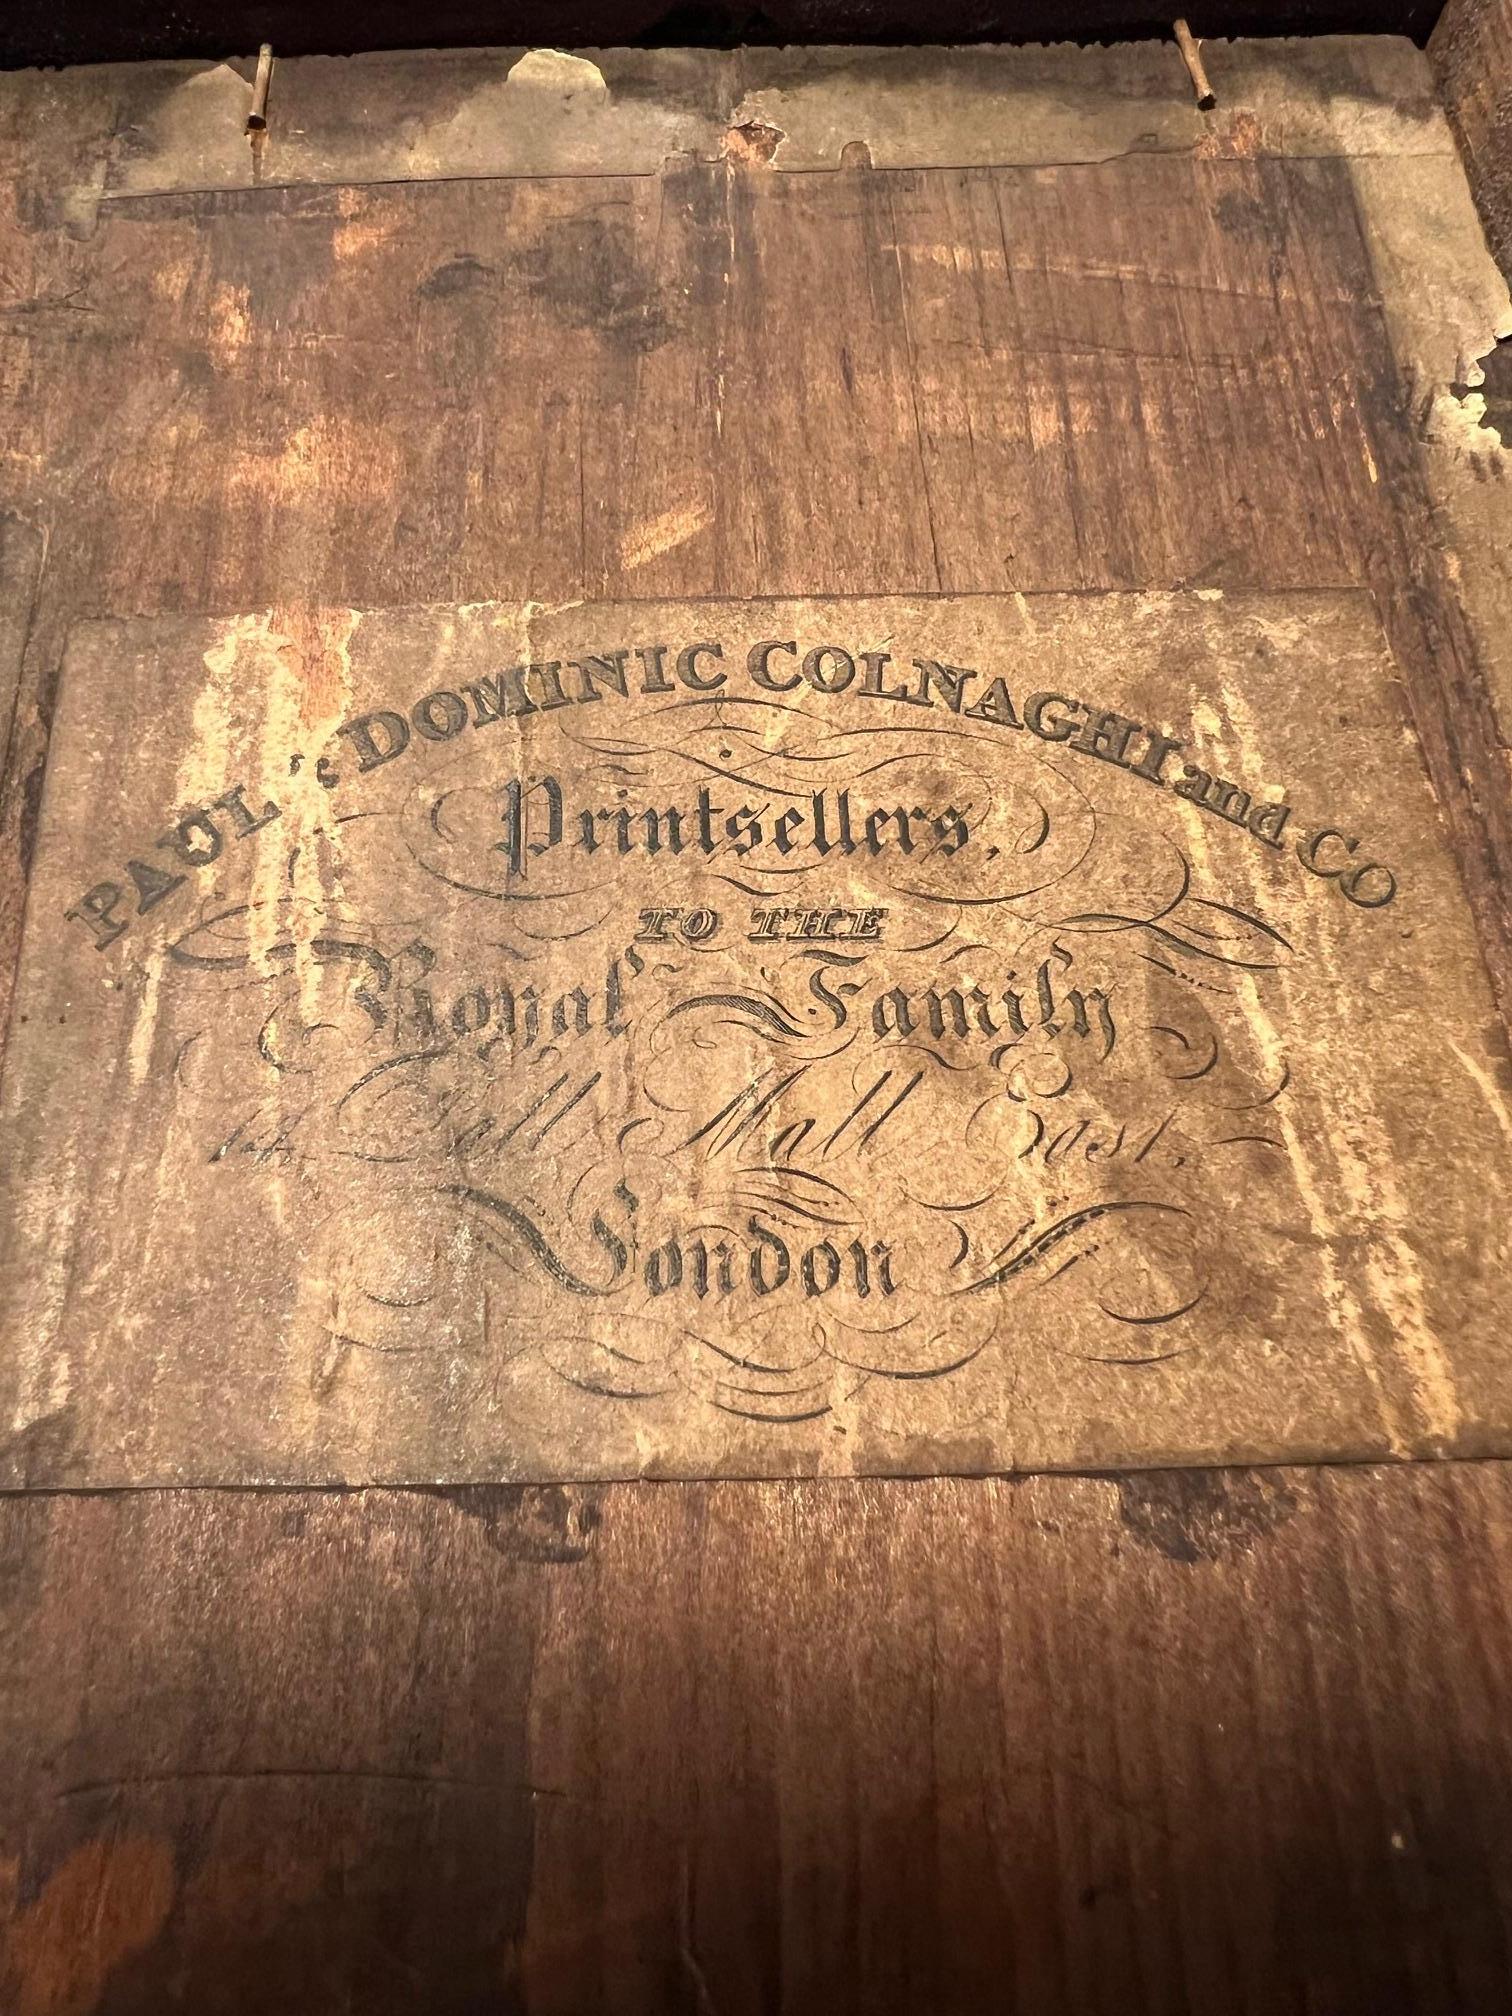 PAUL & DOMINIC COLNAGHI and CO
Printsellers,
TO THE
Royal Family
14 Pall Mall East,
London